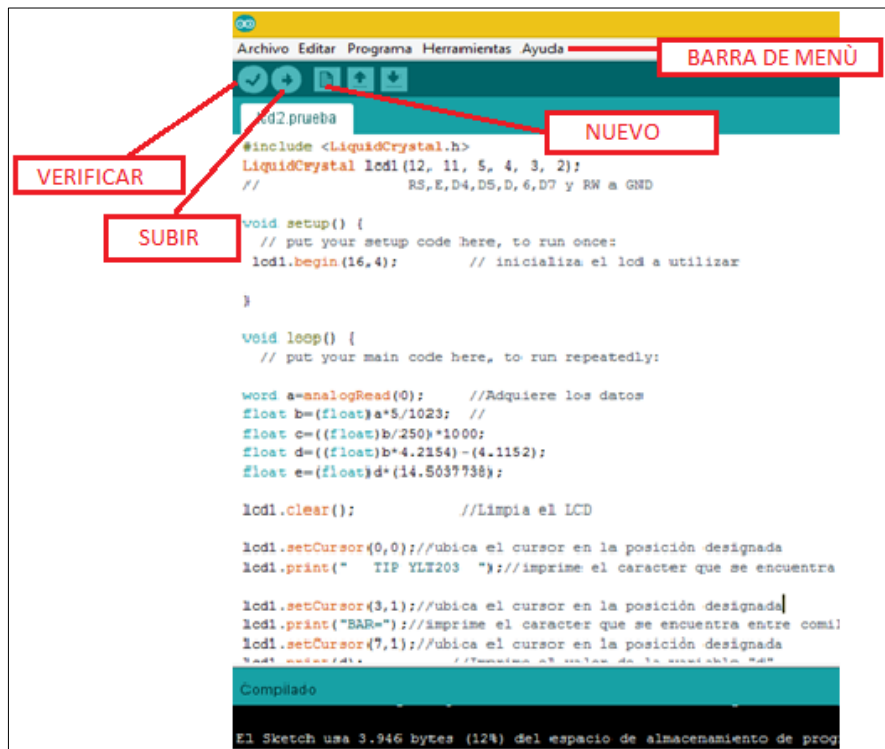 Archivo Editar Programa Herramientas Ayuda
BARRA DE MENÙ
lcd2.prueba
NUEVO
VERIFICAR
SUBIR
#include <LiquidCrystal.h>
LiquidCrystal lcd1(12, 11, 5, 4, 3, 2);
// RS,E,D4,D5,D,6,D7 y RW a GND
void setup() {
// put your setup code here, to run once:
lcd1.begin(16,4); // inicializa el lcd a utilizar
}
void loop() {
// put your main code here, to run repeatedly:
word a=analogRead(0); //Adquiere los datos
float b=(float)a*5/1023; //
float c=((float)b/250)*1000;
float d=((float)b*4.2154)-(4.1152);
float e=(float)d*(14.5037738);
lcd1.clear(); //Limpia el LCD
lcd1.setCursor(0,0);//ubica el cursor en la posición designada
lcd1.print(" TIP YLT203 ");//imprime el caracter que se encuentra
lcd1.setCursor(3,1);//ubica el cursor en la posición designada
lcd1.print("BAR=");//imprime el caracter que se encuentra entre comil
lcd1.setCursor(7,1);//ubica el cursor en la posición designada
lcd1.print(d); //Imprime el valor de la variable "d"
Compilado
El Sketch usa 3.946 bytes (12%) del espacio de almacenamiento de prog